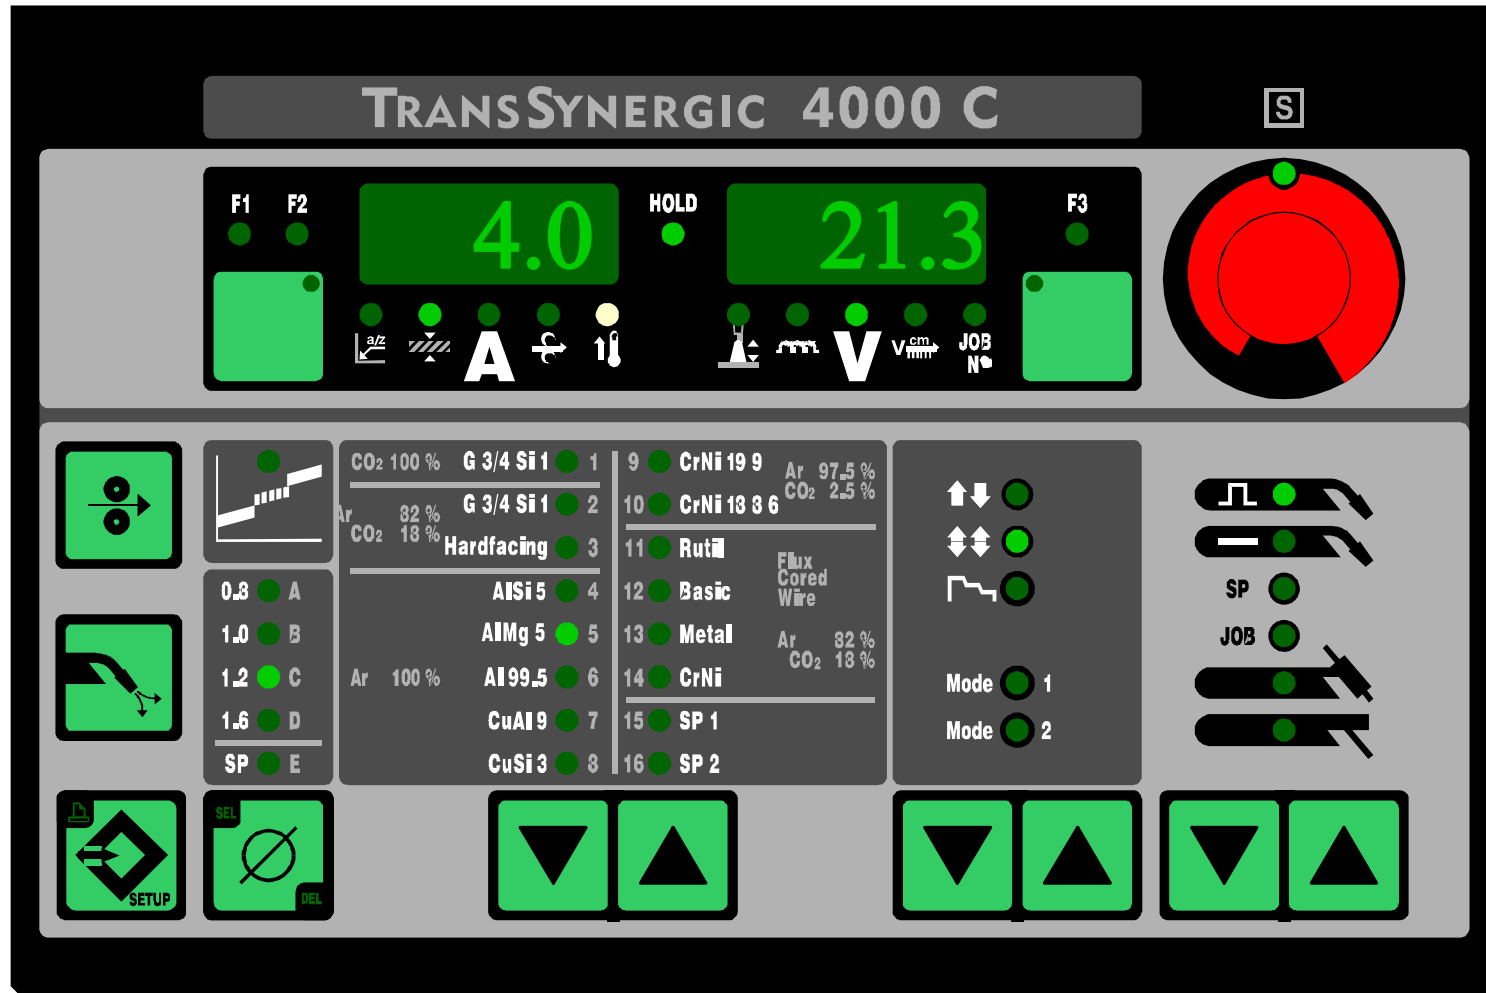 TRANSSYNERGIC 4000 C
S
F1 F2 4.0 HOLD 21.3 F3
a/z A V V cm JOB N°
CO2 100 % G 3/4 Si 1 1
G 3/4 Si 1 2
Ar 82 %
CO2 18 %
Hardfacing 3
AlSi 5 4
AlMg 5 5
Ar 100 % Al 99.5 6
CuAl 9 7
CuSi 3 8
9 CrNi 19 9
Ar 97.5 %
CO2 2.5 %
10 CrNi 18 8 6
11 Rutil
Flux
Cored
Wire
12 Basic
13 Metal
Ar 82 %
CO2 18 %
14 CrNi
15 SP 1
16 SP 2
0.8 A
1.0 B
1.2 C
1.6 D
SP E
Mode 1
Mode 2
SP
JOB
SETUP
SEL
DEL